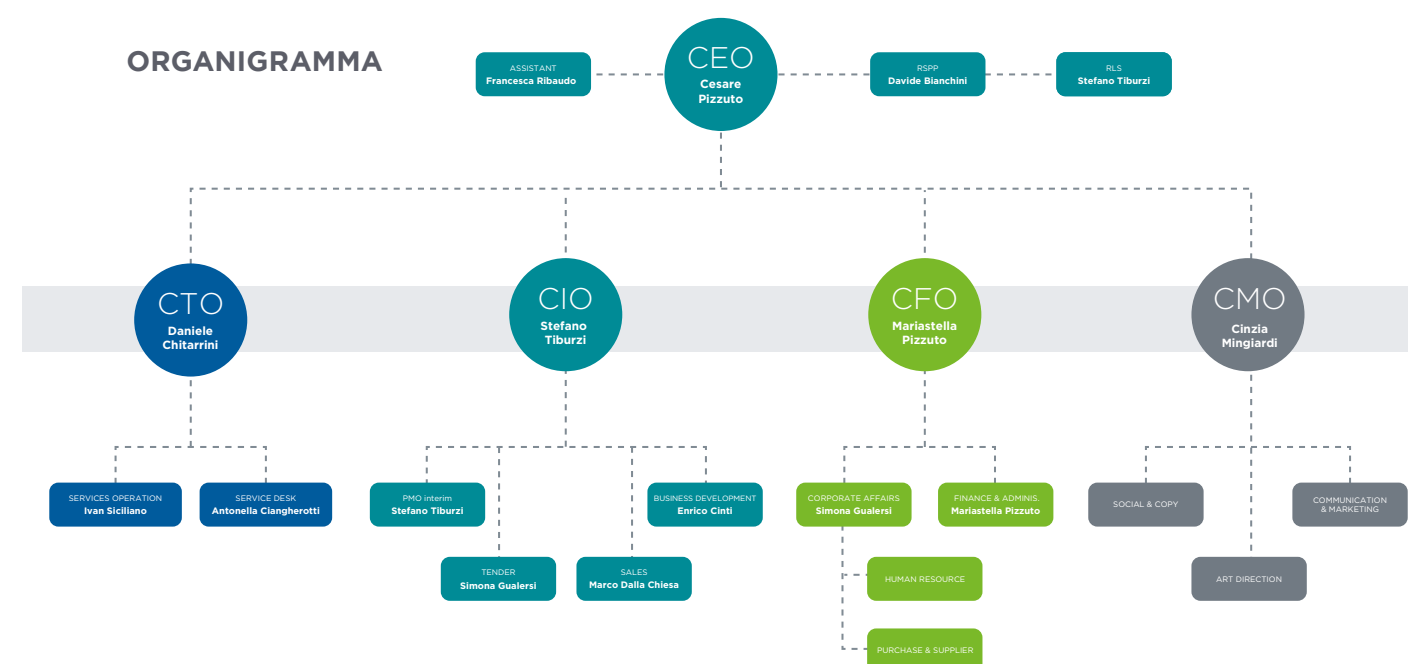 ORGANIGRAMMA
ASSISTANT
Francesca Ribaudo
CEO
Cesare
Pizzuto
RSPP
Davide Bianchini
RLS
Stefano Tiburzi
CTO
Daniele
Chitarrini
CIO
Stefano
Tiburzi
CFO
Mariastella
Pizzuto
CMO
Cinzia
Mingiardi
SERVICES OPERATION
Ivan Siciliano
SERVICE DESK
Antonella Ciangherotti
PMO interim
Stefano Tiburzi
BUSINESS DEVELOPMENT
Enrico Cinti
CORPORATE AFFAIRS
Simona Gualersi
FINANCE & ADMINIS.
Mariastella Pizzuto
SOCIAL & COPY
COMMUNICATION
& MARKETING
TENDER
Simona Gualersi
SALES
Marco Dalla Chiesa
HUMAN RESOURCE
ART DIRECTION
PURCHASE & SUPPLIER